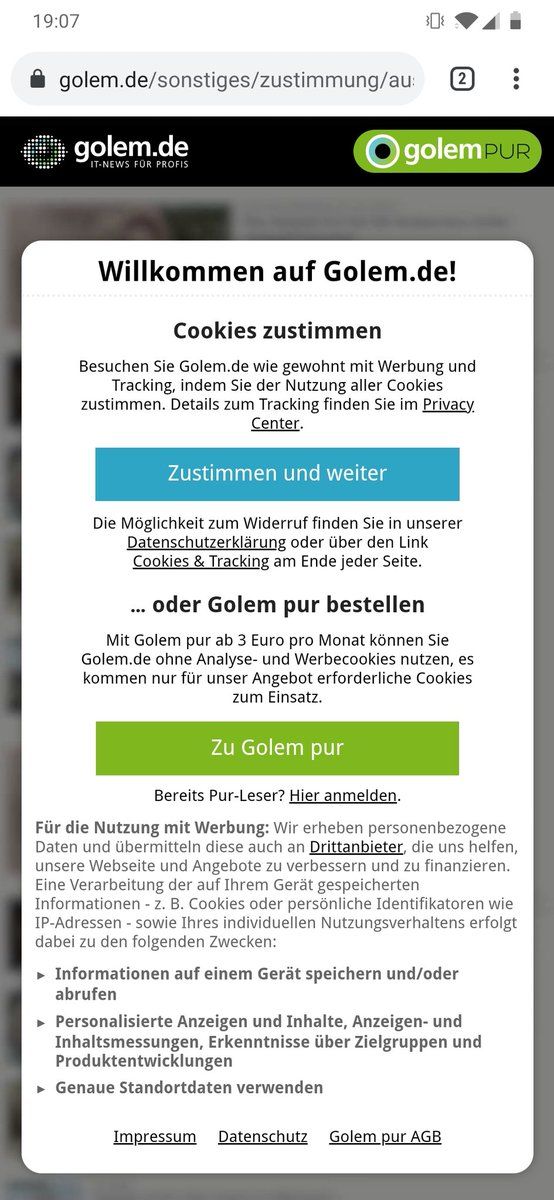 19:07
golem.de/sonstiges/zustimmung/aus
2
golem.de
IT-NEWS FÜR PROFIS
golemPUR
Willkommen auf Golem.de!
Cookies zustimmen
Besuchen Sie Golem.de wie gewohnt mit Werbung und
Tracking, indem Sie der Nutzung aller Cookies
zustimmen. Details zum Tracking finden Sie im Privacy
Center.
Zustimmen und weiter
Die Möglichkeit zum Widerruf finden Sie in unserer
Datenschutzerklärung oder über den Link
Cookies & Tracking am Ende jeder Seite.
... oder Golem pur bestellen
Mit Golem pur ab 3 Euro pro Monat können Sie
Golem.de ohne Analyse- und Werbecookies nutzen, es
kommen nur für unser Angebot erforderliche Cookies
zum Einsatz.
Zu Golem pur
Bereits Pur-Leser? Hier anmelden.
Für die Nutzung mit Werbung: Wir erheben personenbezogene
Daten und übermitteln diese auch an Drittanbieter, die uns helfen,
unsere Webseite und Angebote zu verbessern und zu finanzieren.
Eine Verarbeitung der auf Ihrem Gerät gespeicherten
Informationen - z. B. Cookies oder persönliche Identifikatoren wie
IP-Adressen - sowie Ihres individuellen Nutzungsverhaltens erfolgt
dabei zu den folgenden Zwecken:
► Informationen auf einem Gerät speichern und/oder
abrufen
► Personalisierte Anzeigen und Inhalte, Anzeigen- und
Inhaltsmessungen, Erkenntnisse über Zielgruppen und
Produktentwicklungen
► Genaue Standortdaten verwenden
Impressum Datenschutz Golem pur AGB